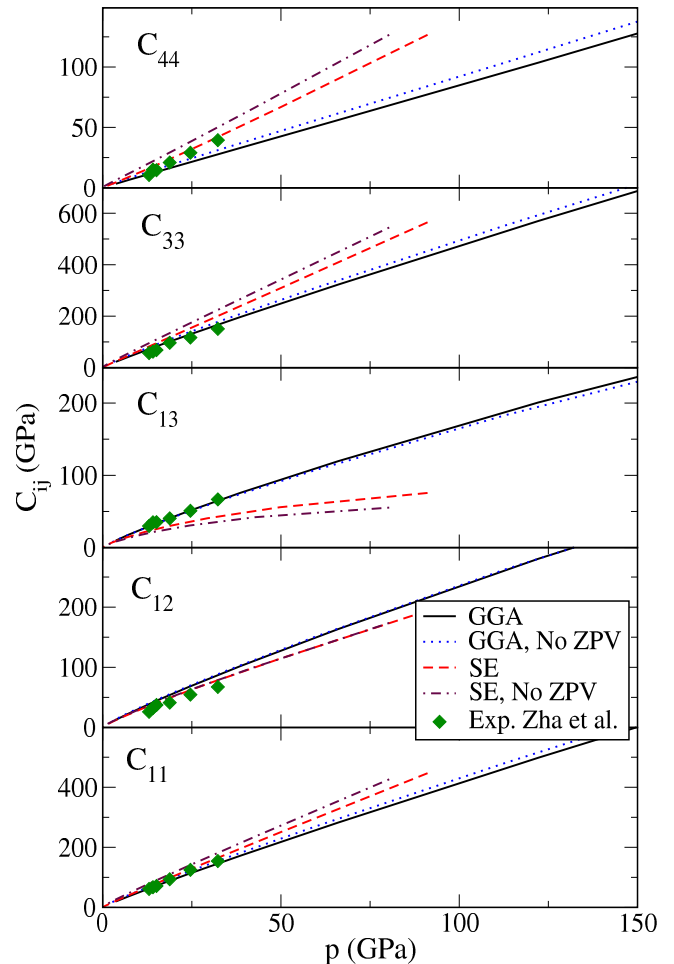 C44
100
50
0
C33
600
400
200
0
C13
200
100
0
Cij (GPa)
C12
200
100
0
GGA
GGA, No ZPV
SE
SE, No ZPV
Exp. Zha et al.
C11
400
200
0
0
50
100
150
p (GPa)